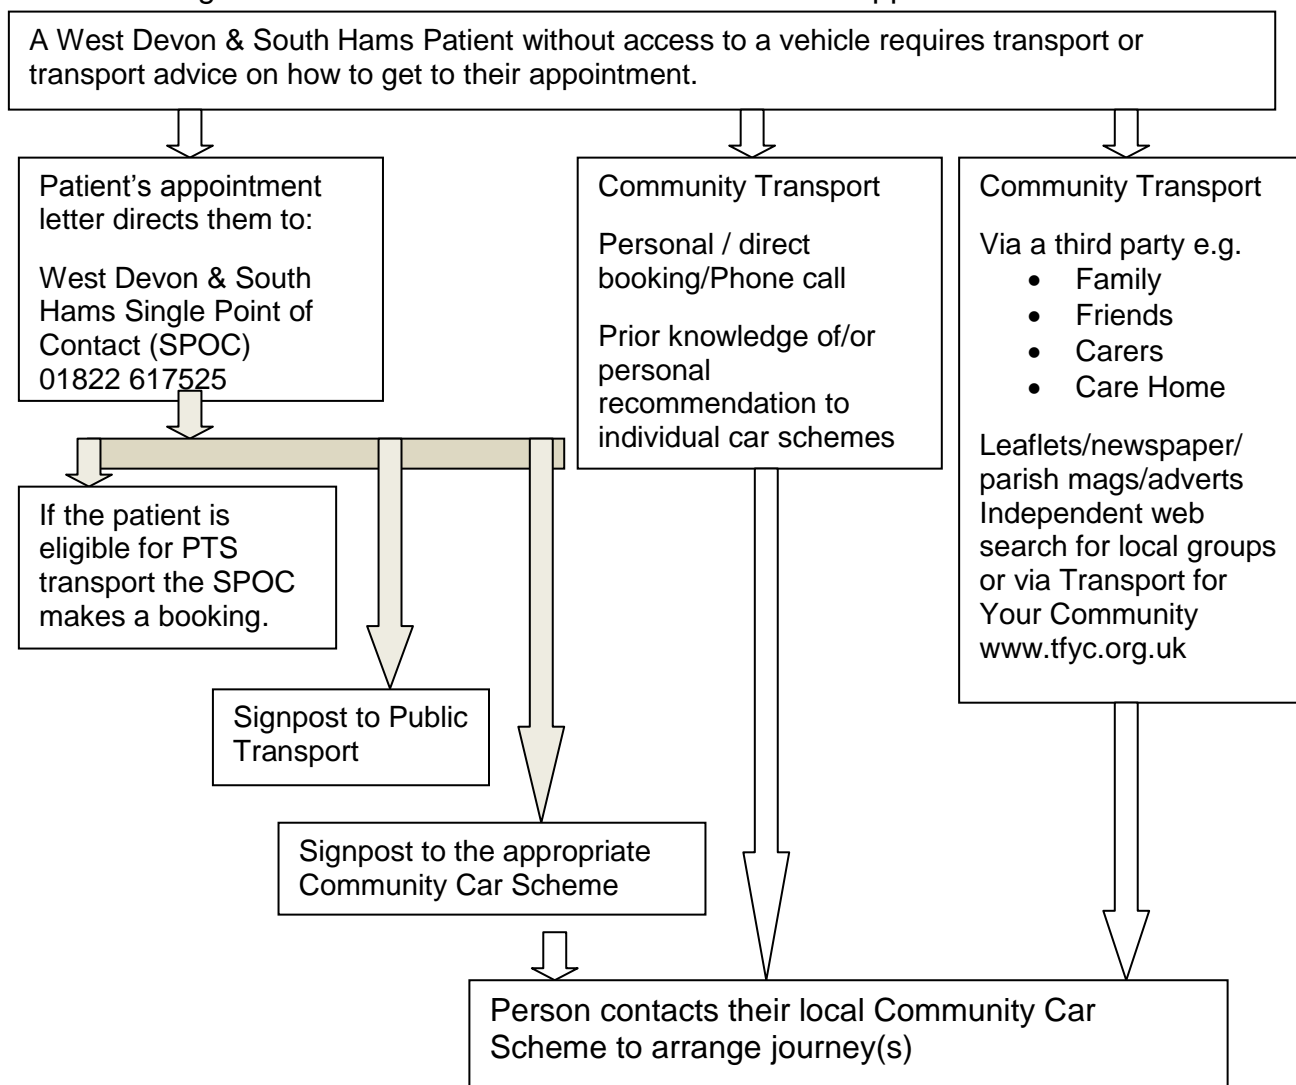 A West Devon & South Hams Patient without access to a vehicle requires transport or
transport advice on how to get to their appointment.
Patient's appointment
letter directs them to:
West Devon & South
Hams Single Point of
Contact (SPOC)
01822 617525
Community Transport
Personal / direct
booking/Phone call
Prior knowledge of/or
personal
recommendation to
individual car schemes
Community Transport
Via a third party e.g.
• Family
• Friends
• Carers
• Care Home
Leaflets/newspaper/
parish mags/adverts
Independent web
search for local groups
or via Transport for
Your Community
www.tfyc.org.uk
If the patient is
eligible for PTS
transport the SPOC
makes a booking.
Signpost to Public
Transport
Signpost to the appropriate
Community Car Scheme
Person contacts their local Community Car
Scheme to arrange journey(s)